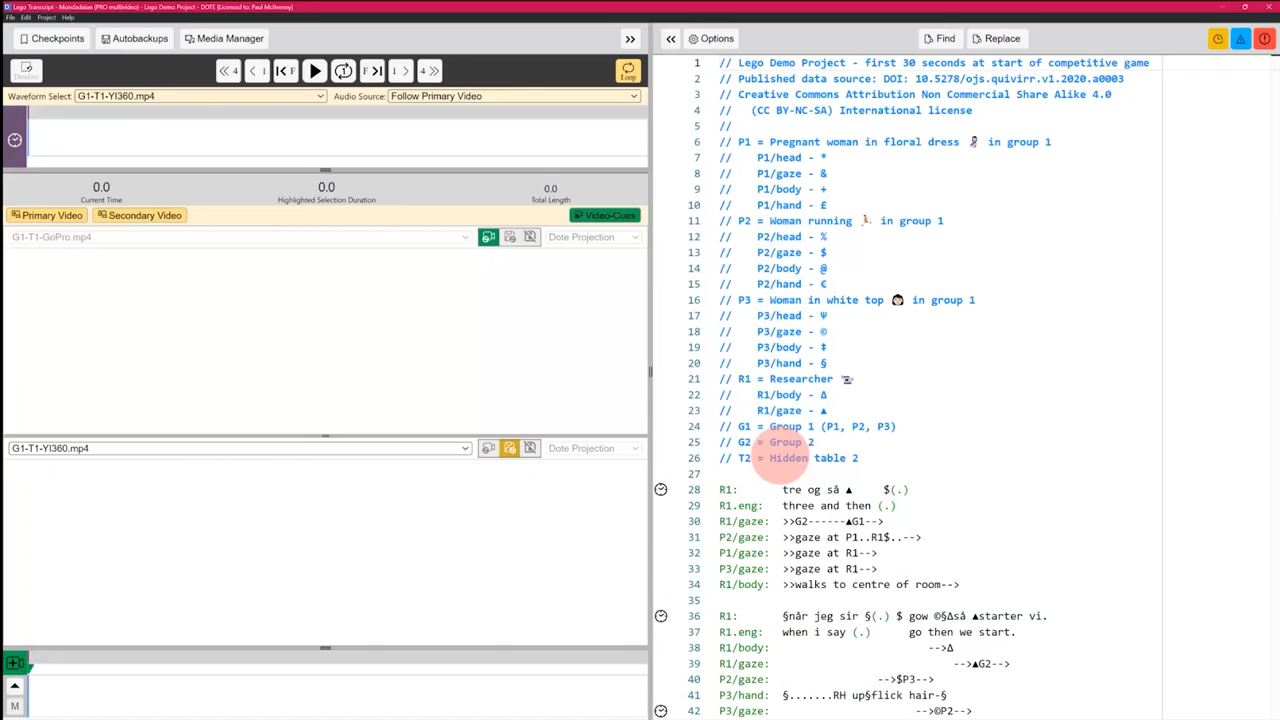 Lego Transcript - Mondadaian (PRO multivideo) - Lego Demo Project - DOTE [Licensed to: Paul McIlvenny]
File Edit Project Help
Checkpoints Autobackups Media Manager
Options Find Replace
Waveform Select: G1-T1-YI360.mp4 Audio Source: Follow Primary Video
Loop
0.0 0.0 0.0
Current Time Highlighted Selection Duration Total Length
Primary Video Secondary Video Video-Cues
G1-T1-GoPro.mp4 Dote Projection
G1-T1-YI360.mp4 Dote Projection
M
1 // Lego Demo Project - first 30 seconds at start of competitive game
2 // Published data source: DOI: 10.5278/ojs.quivirr.v1.2020.a0003
3 // Creative Commons Attribution Non Commercial Share Alike 4.0
4 // (CC BY-NC-SA) International license
5 //
6 // P1 = Pregnant woman in floral dress 🤰 in group 1
7 // P1/head - *
8 // P1/gaze - &
9 // P1/body - +
10 // P1/hand - £
11 // P2 = Woman running 🏃 in group 1
12 // P2/head - %
13 // P2/gaze - $
14 // P2/body - @
15 // P2/hand - €
16 // P3 = Woman in white top 👩 in group 1
17 // P3/head - Ψ
18 // P3/gaze - ©
19 // P3/body - ‡
20 // P3/hand - §
21 // R1 = Researcher
22 // R1/body - Δ
23 // R1/gaze - ▲
24 // G1 = Group 1 (P1, P2, P3)
25 // G2 = Group 2
26 // T2 = Hidden table 2
27
28 R1: tre og så ▲ $(.)
29 R1.eng: three and then (.)
30 R1/gaze: >>G2------▲G1-->
31 P2/gaze: >>gaze at P1..R1$..-->
32 P1/gaze: >>gaze at R1-->
33 P3/gaze: >>gaze at R1-->
34 R1/body: >>walks to centre of room-->
35
36 R1: §når jeg sir §(.) $ gow ©§Δså ▲starter vi.
37 R1.eng: when i say (.) go then we start.
38 R1/body: -->Δ
39 R1/gaze: -->▲G2-->
40 P2/gaze: -->$P3-->
41 P3/hand: §.......RH up§flick hair-§
42 P3/gaze: -->©P2-->